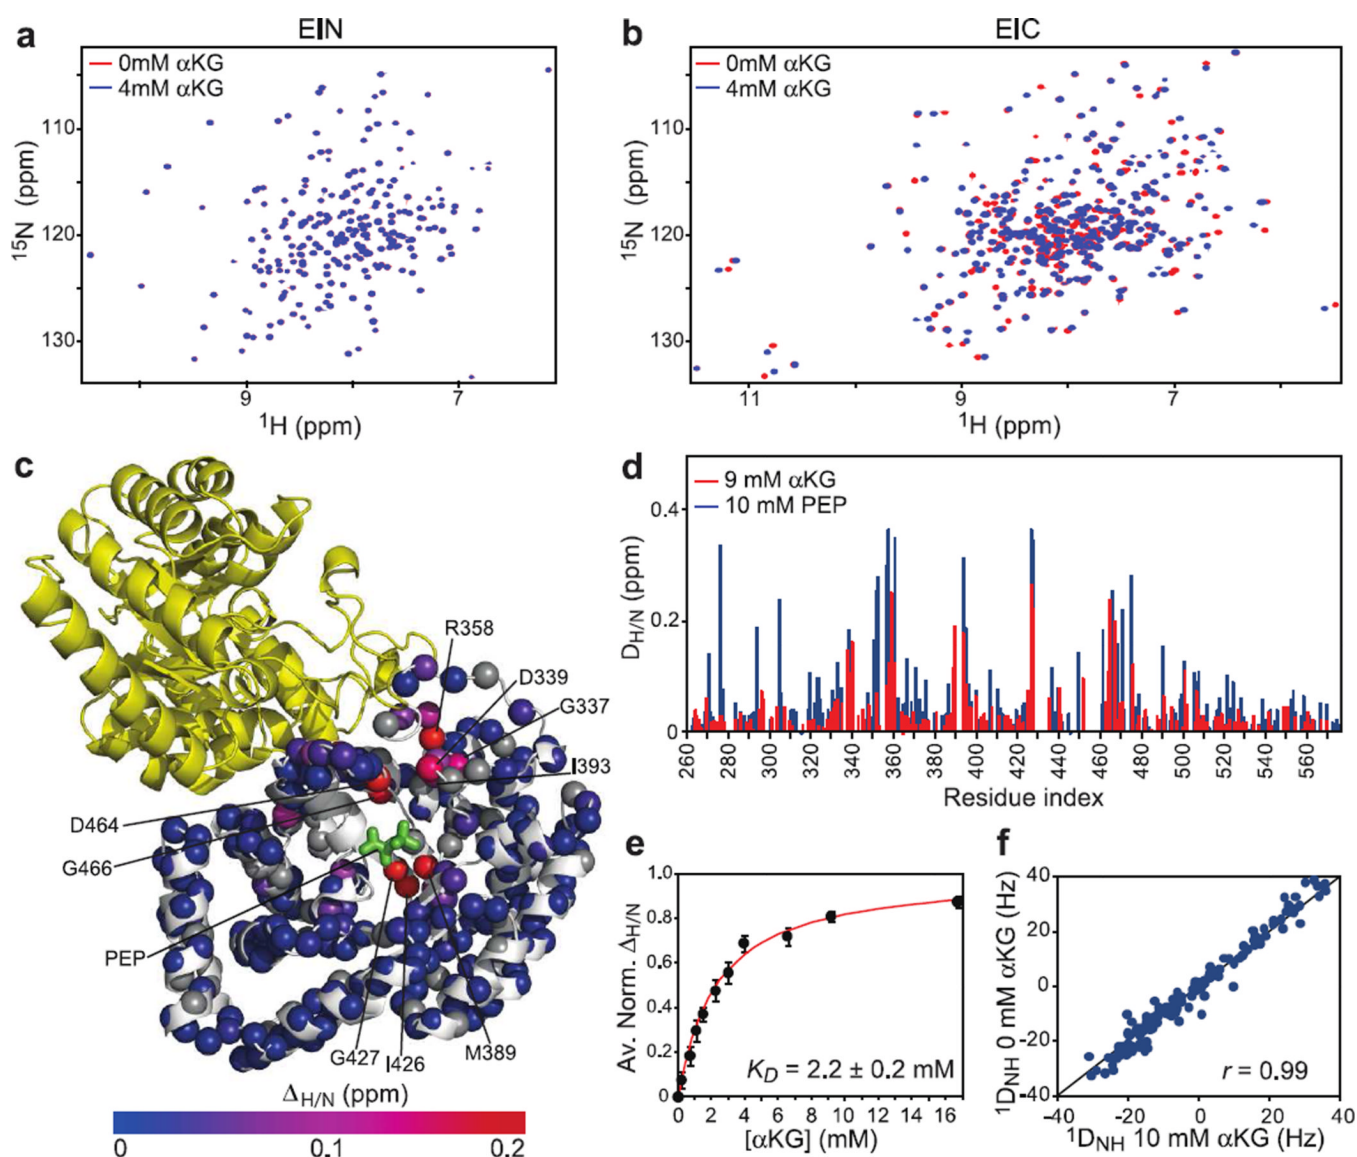 a
EIN
0mM αKG
4mM αKG
110
120
130
15N (ppm)
9
7
1H (ppm)
b
EIC
0mM αKG
4mM αKG
110
120
130
15N (ppm)
11
9
7
1H (ppm)
c
R358
D339
G337
I393
D464
G466
PEP
G427
I426
M389
ΔH/N (ppm)
0
0.1
0.2
d
9 mM αKG
10 mM PEP
DH/N (ppm)
0.4
0.2
0
260 280 300 320 340 360 380 400 420 440 460 480 500 520 540 560
Residue index
e
Av. Norm. ΔH/N
1.0
0.8
0.6
0.4
0.2
0
KD = 2.2 ± 0.2 mM
0 2 4 6 8 10 12 14 16
[αKG] (mM)
f
1DNH 0 mM αKG (Hz)
40
20
0
-20
-40
r = 0.99
-40 -20 0 20 40
1DNH 10 mM αKG (Hz)